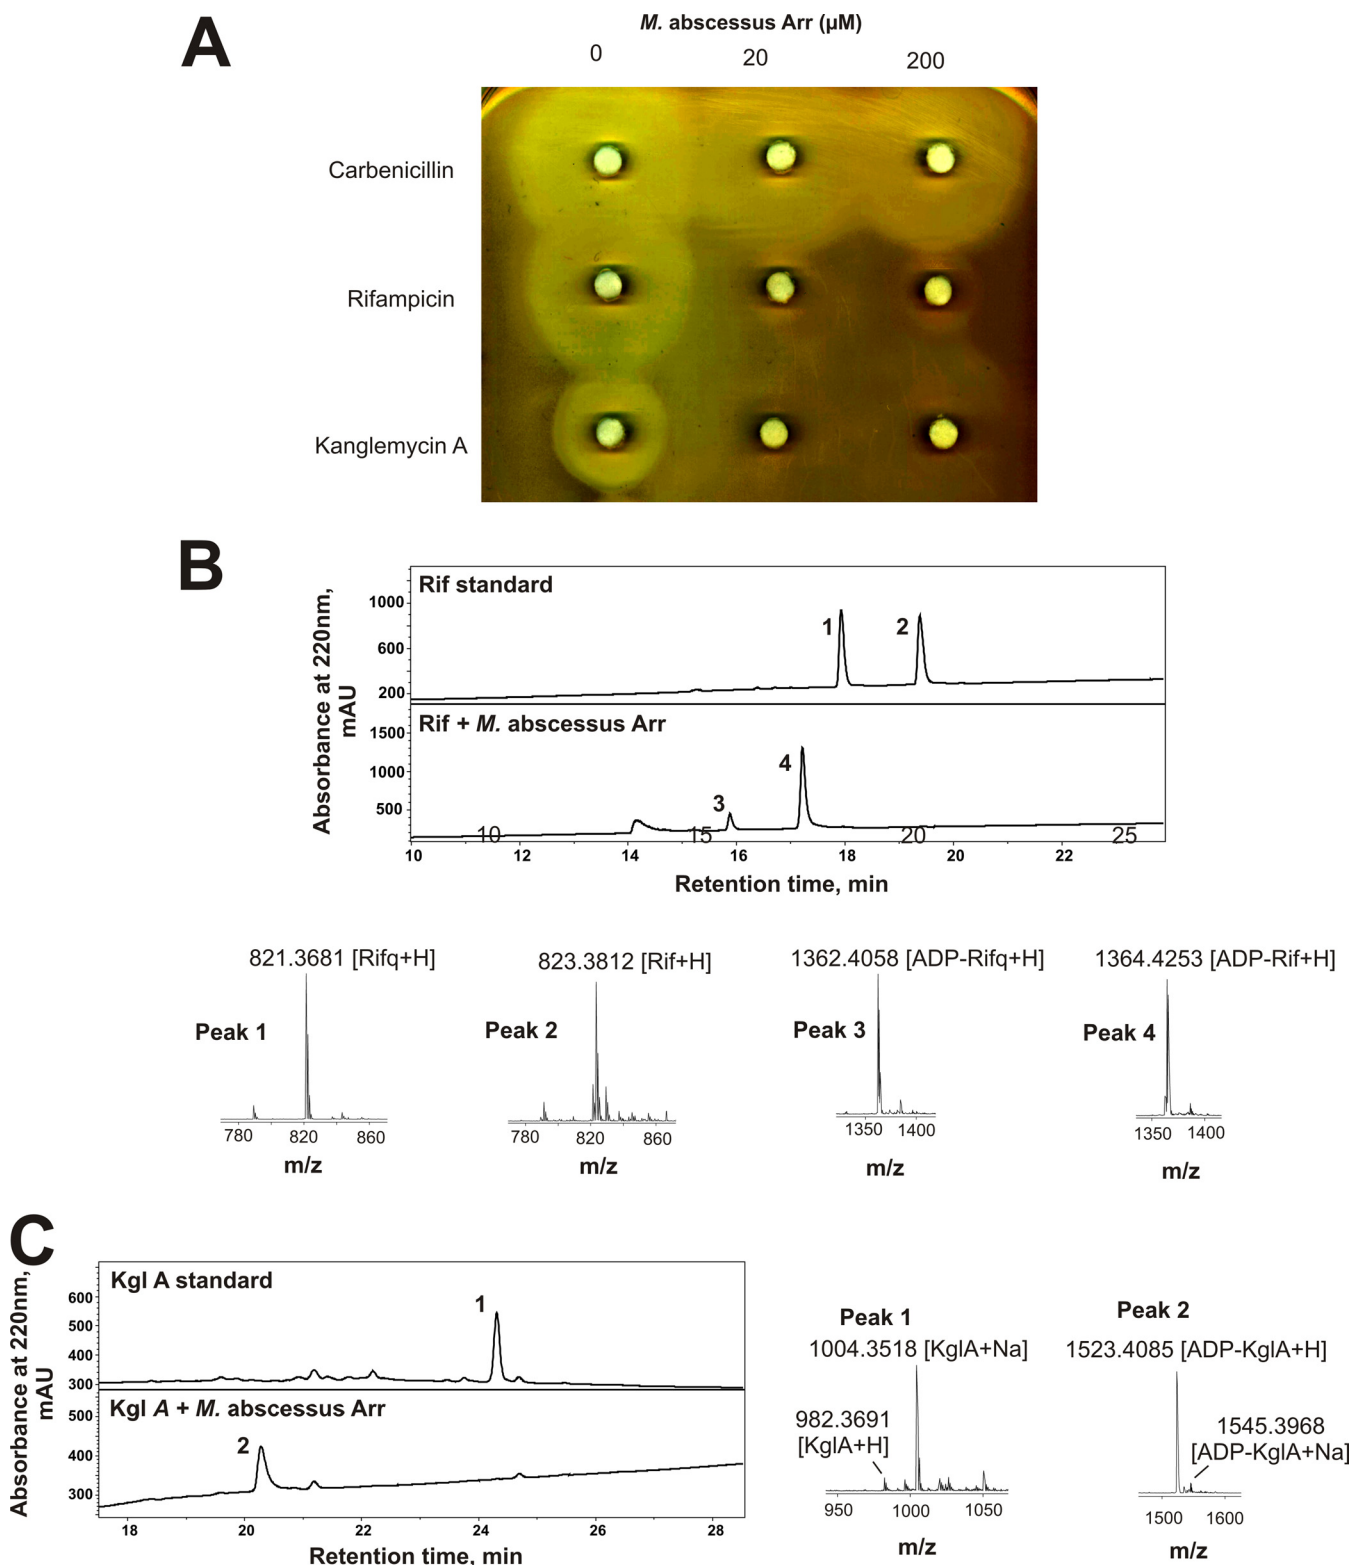 A
M. abscessus Arr (µM)
0 20 200
Carbenicillin
Rifampicin
Kanglemycin A
B
Absorbance at 220nm,
mAU
Rif standard
1000
600
200
1 2
Rif + M. abscessus Arr
1500
1000
500
3 4
10 15 20 25
10 12 14 16 18 20 22
Retention time, min
821.3681 [Rifq+H]
Peak 1
780 820 860
m/z
823.3812 [Rif+H]
Peak 2
780 820 860
m/z
1362.4058 [ADP-Rifq+H]
Peak 3
1350 1400
m/z
1364.4253 [ADP-Rif+H]
Peak 4
1350 1400
m/z
C
Absorbance at 220nm,
mAU
Kgl A standard
600
500
400
300
1
Kgl A + M. abscessus Arr
500
400
300
2
18 20 22 24 26 28
Retention time, min
Peak 1
1004.3518 [KglA+Na]
982.3691
[KglA+H]
950 1000 1050
m/z
Peak 2
1523.4085 [ADP-KglA+H]
1545.3968
[ADP-KglA+Na]
1500 1600
m/z